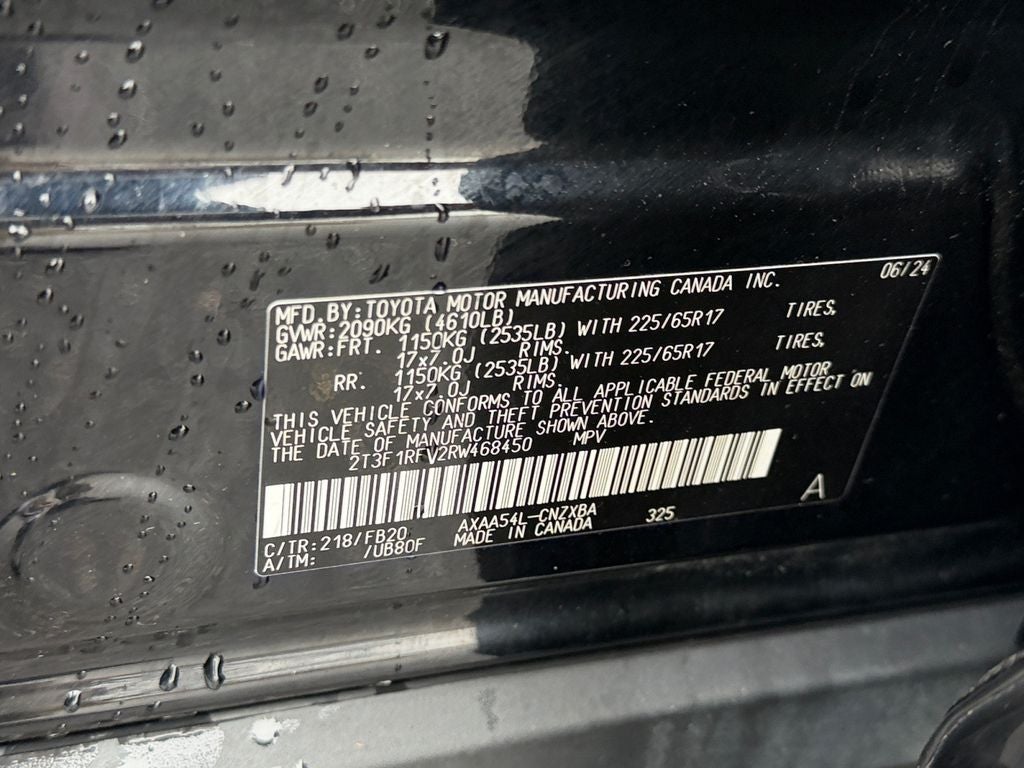 06/24
MFD. BY: TOYOTA MOTOR MANUFACTURING CANADA INC.
GVWR: 2090KG (4610LB)
GAWR: FRT. 1150KG (2535LB) WITH 225/65R17 TIRES,
17x7.0J RIMS.
RR. 1150KG (2535LB) WITH 225/65R17 TIRES,
17x7.0J RIMS.
THIS VEHICLE CONFORMS TO ALL APPLICABLE FEDERAL MOTOR
VEHICLE SAFETY AND THEFT PREVENTION STANDARDS IN EFFECT ON
THE DATE OF MANUFACTURE SHOWN ABOVE.
2T3F1RFV2RW468450 MPV
A
C/TR: 218/FB20 AXAA54L-CNZXBA 325
A/TM: /UB80F MADE IN CANADA